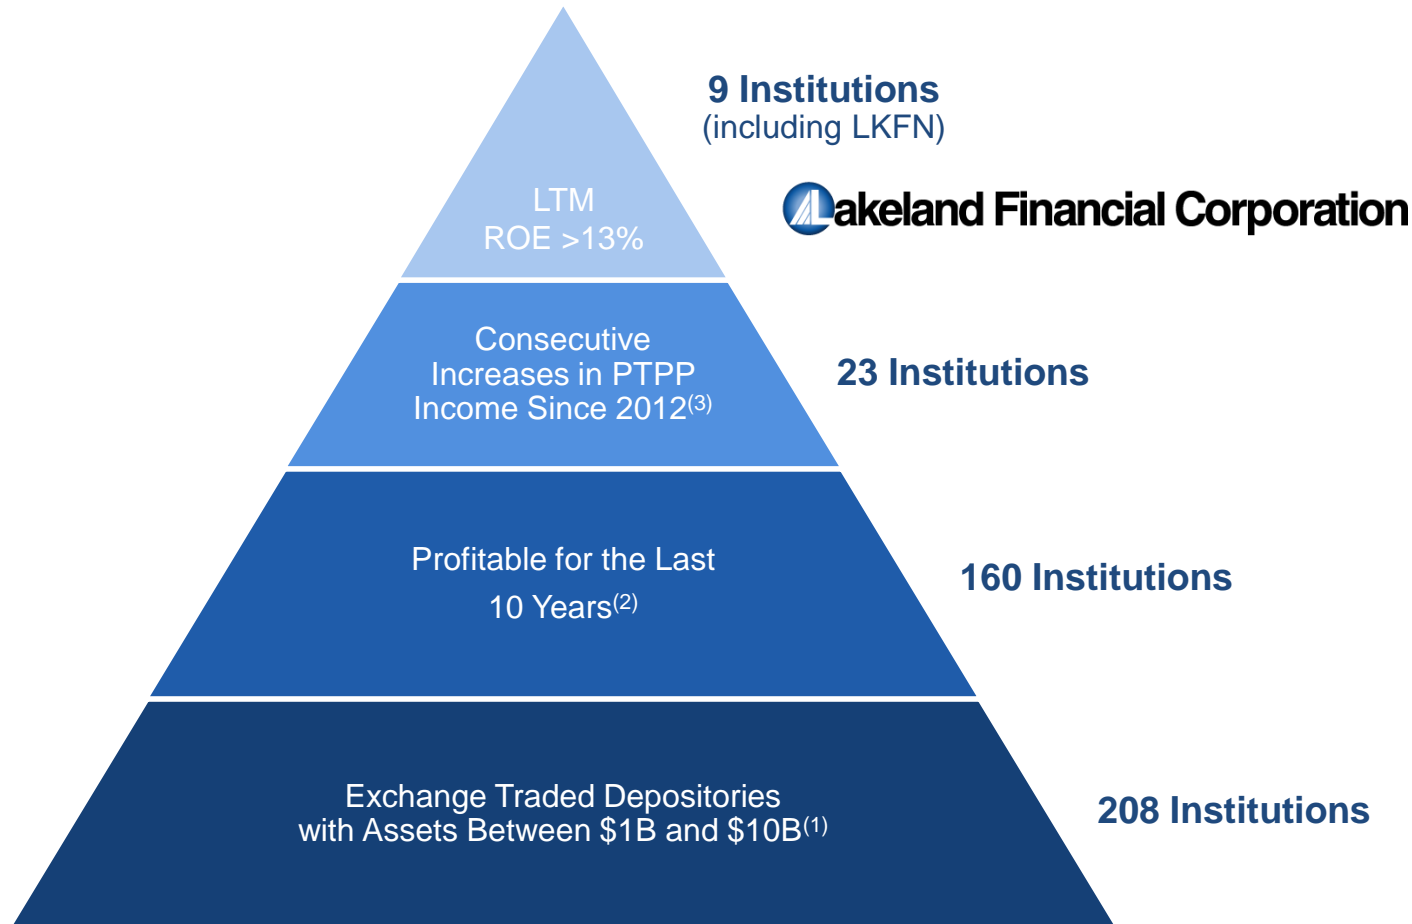 9 Institutions
(including LKFN)
LTM
ROE >13%
Lakeland Financial Corporation
Consecutive
Increases in PTPP
Income Since 2012(3)
23 Institutions
Profitable for the Last
10 Years(2)
160 Institutions
Exchange Traded Depositories
with Assets Between $1B and $10B(1)
208 Institutions